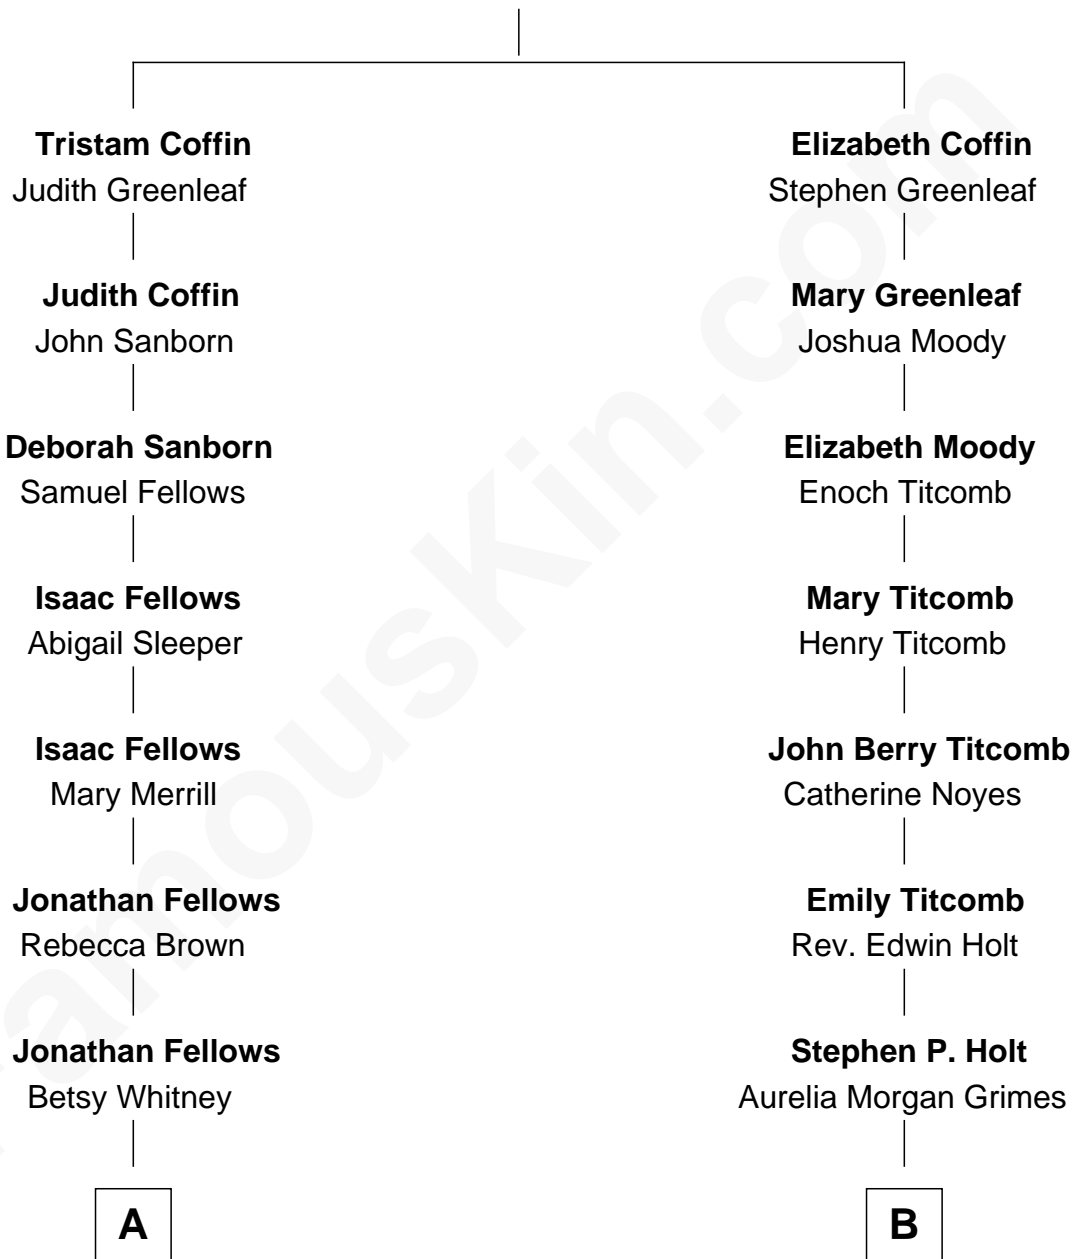 Tristam Coffin
Judith Greenleaf
Judith Coffin
John Sanborn
Deborah Sanborn
Samuel Fellows
Isaac Fellows
Abigail Sleeper
Isaac Fellows
Mary Merrill
Jonathan Fellows
Rebecca Brown
Jonathan Fellows
Betsy Whitney
A
Elizabeth Coffin
Stephen Greenleaf
Mary Greenleaf
Joshua Moody
Elizabeth Moody
Enoch Titcomb
Mary Titcomb
Henry Titcomb
John Berry Titcomb
Catherine Noyes
Emily Titcomb
Rev. Edwin Holt
Stephen P. Holt
Aurelia Morgan Grimes
B
FamousKin.com